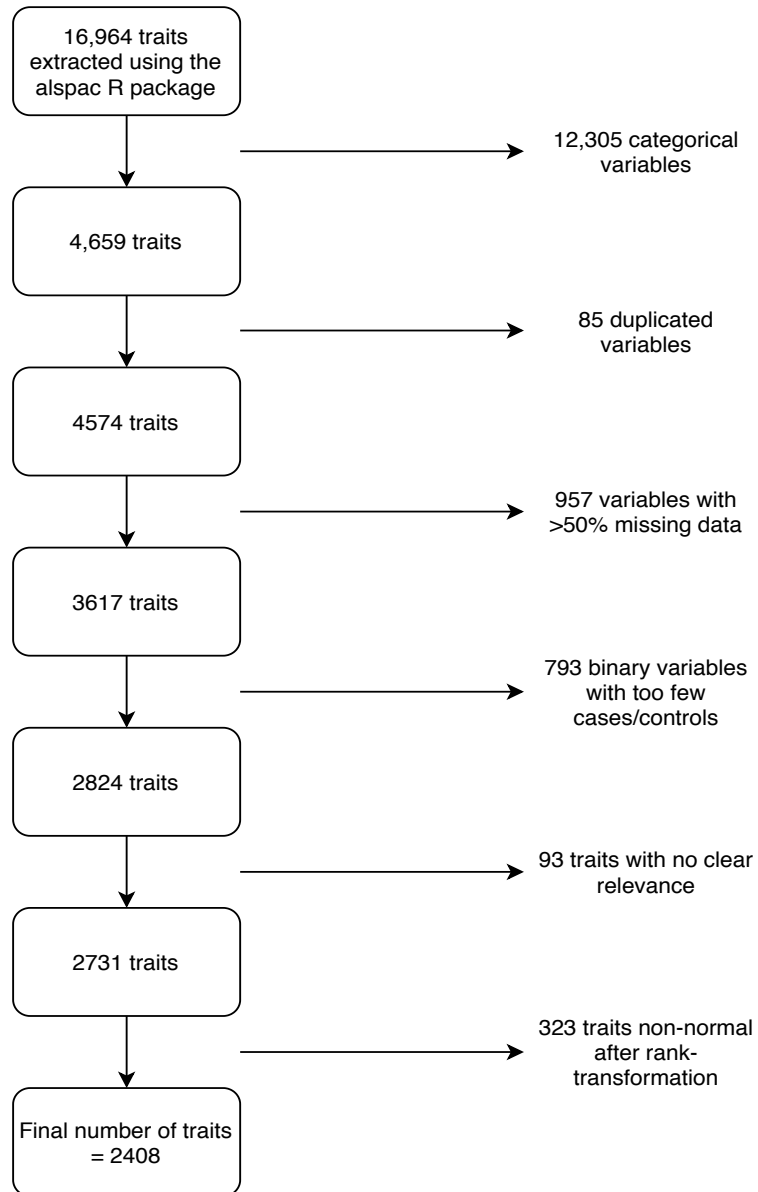 16,964 traits
extracted using the
alspac R package
12,305 categorical
variables
4,659 traits
85 duplicated
variables
4574 traits
957 variables with
>50% missing data
3617 traits
793 binary variables
with too few
cases/controls
2824 traits
93 traits with no clear
relevance
2731 traits
323 traits non-normal
after rank-
transformation
Final number of traits
= 2408